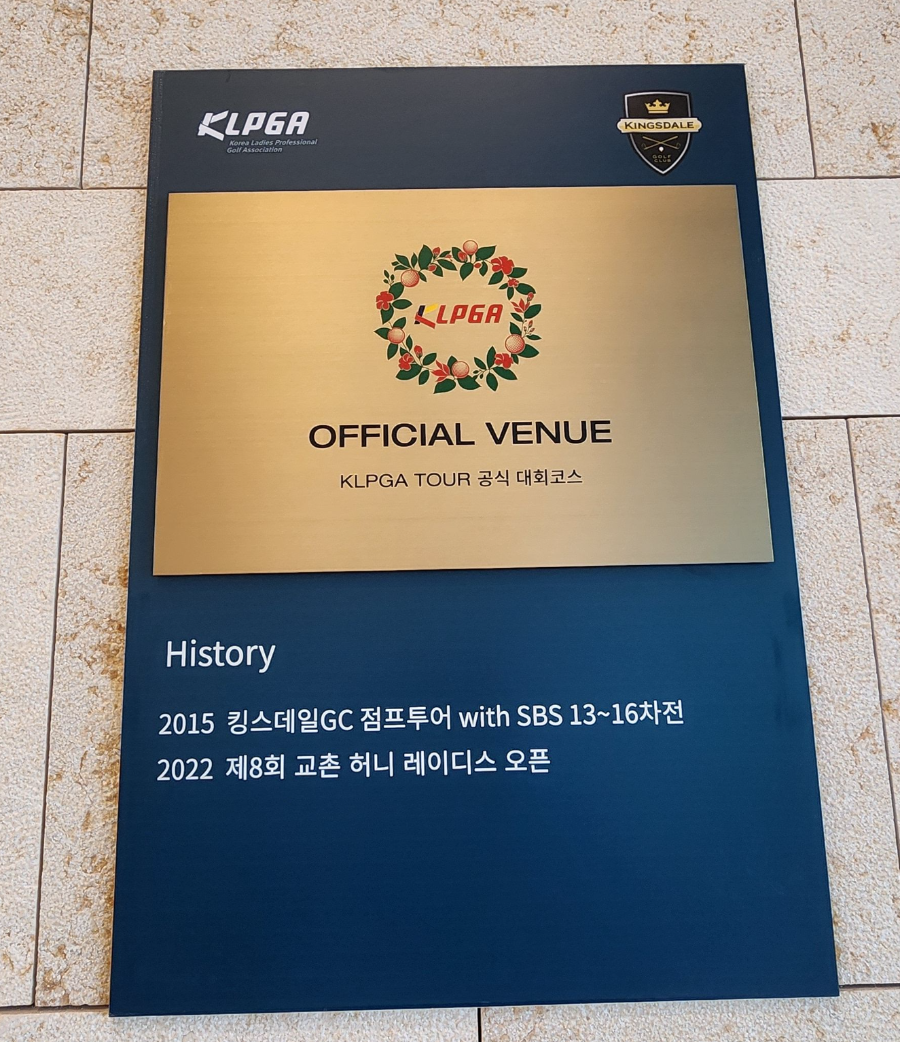 KLPGA
Korea Ladies Professional
Golf Association
KINGSDALE
GOLF
CLUB
KLPGA
OFFICIAL VENUE
KLPGA TOUR 공식 대회코스
History
2015 킹스데일GC 점프투어 with SBS 13~16차전
2022 제8회 교촌 허니 레이디스 오픈